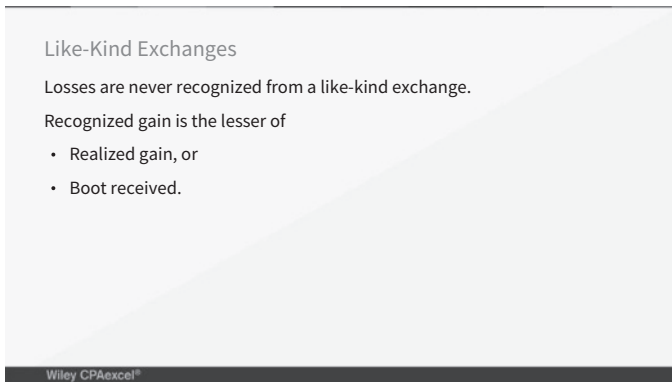 Like-Kind Exchanges
Losses are never recognized from a like-kind exchange.
Recognized gain is the lesser of
• Realized gain, or
• Boot received.
Wiley CPAexcel®